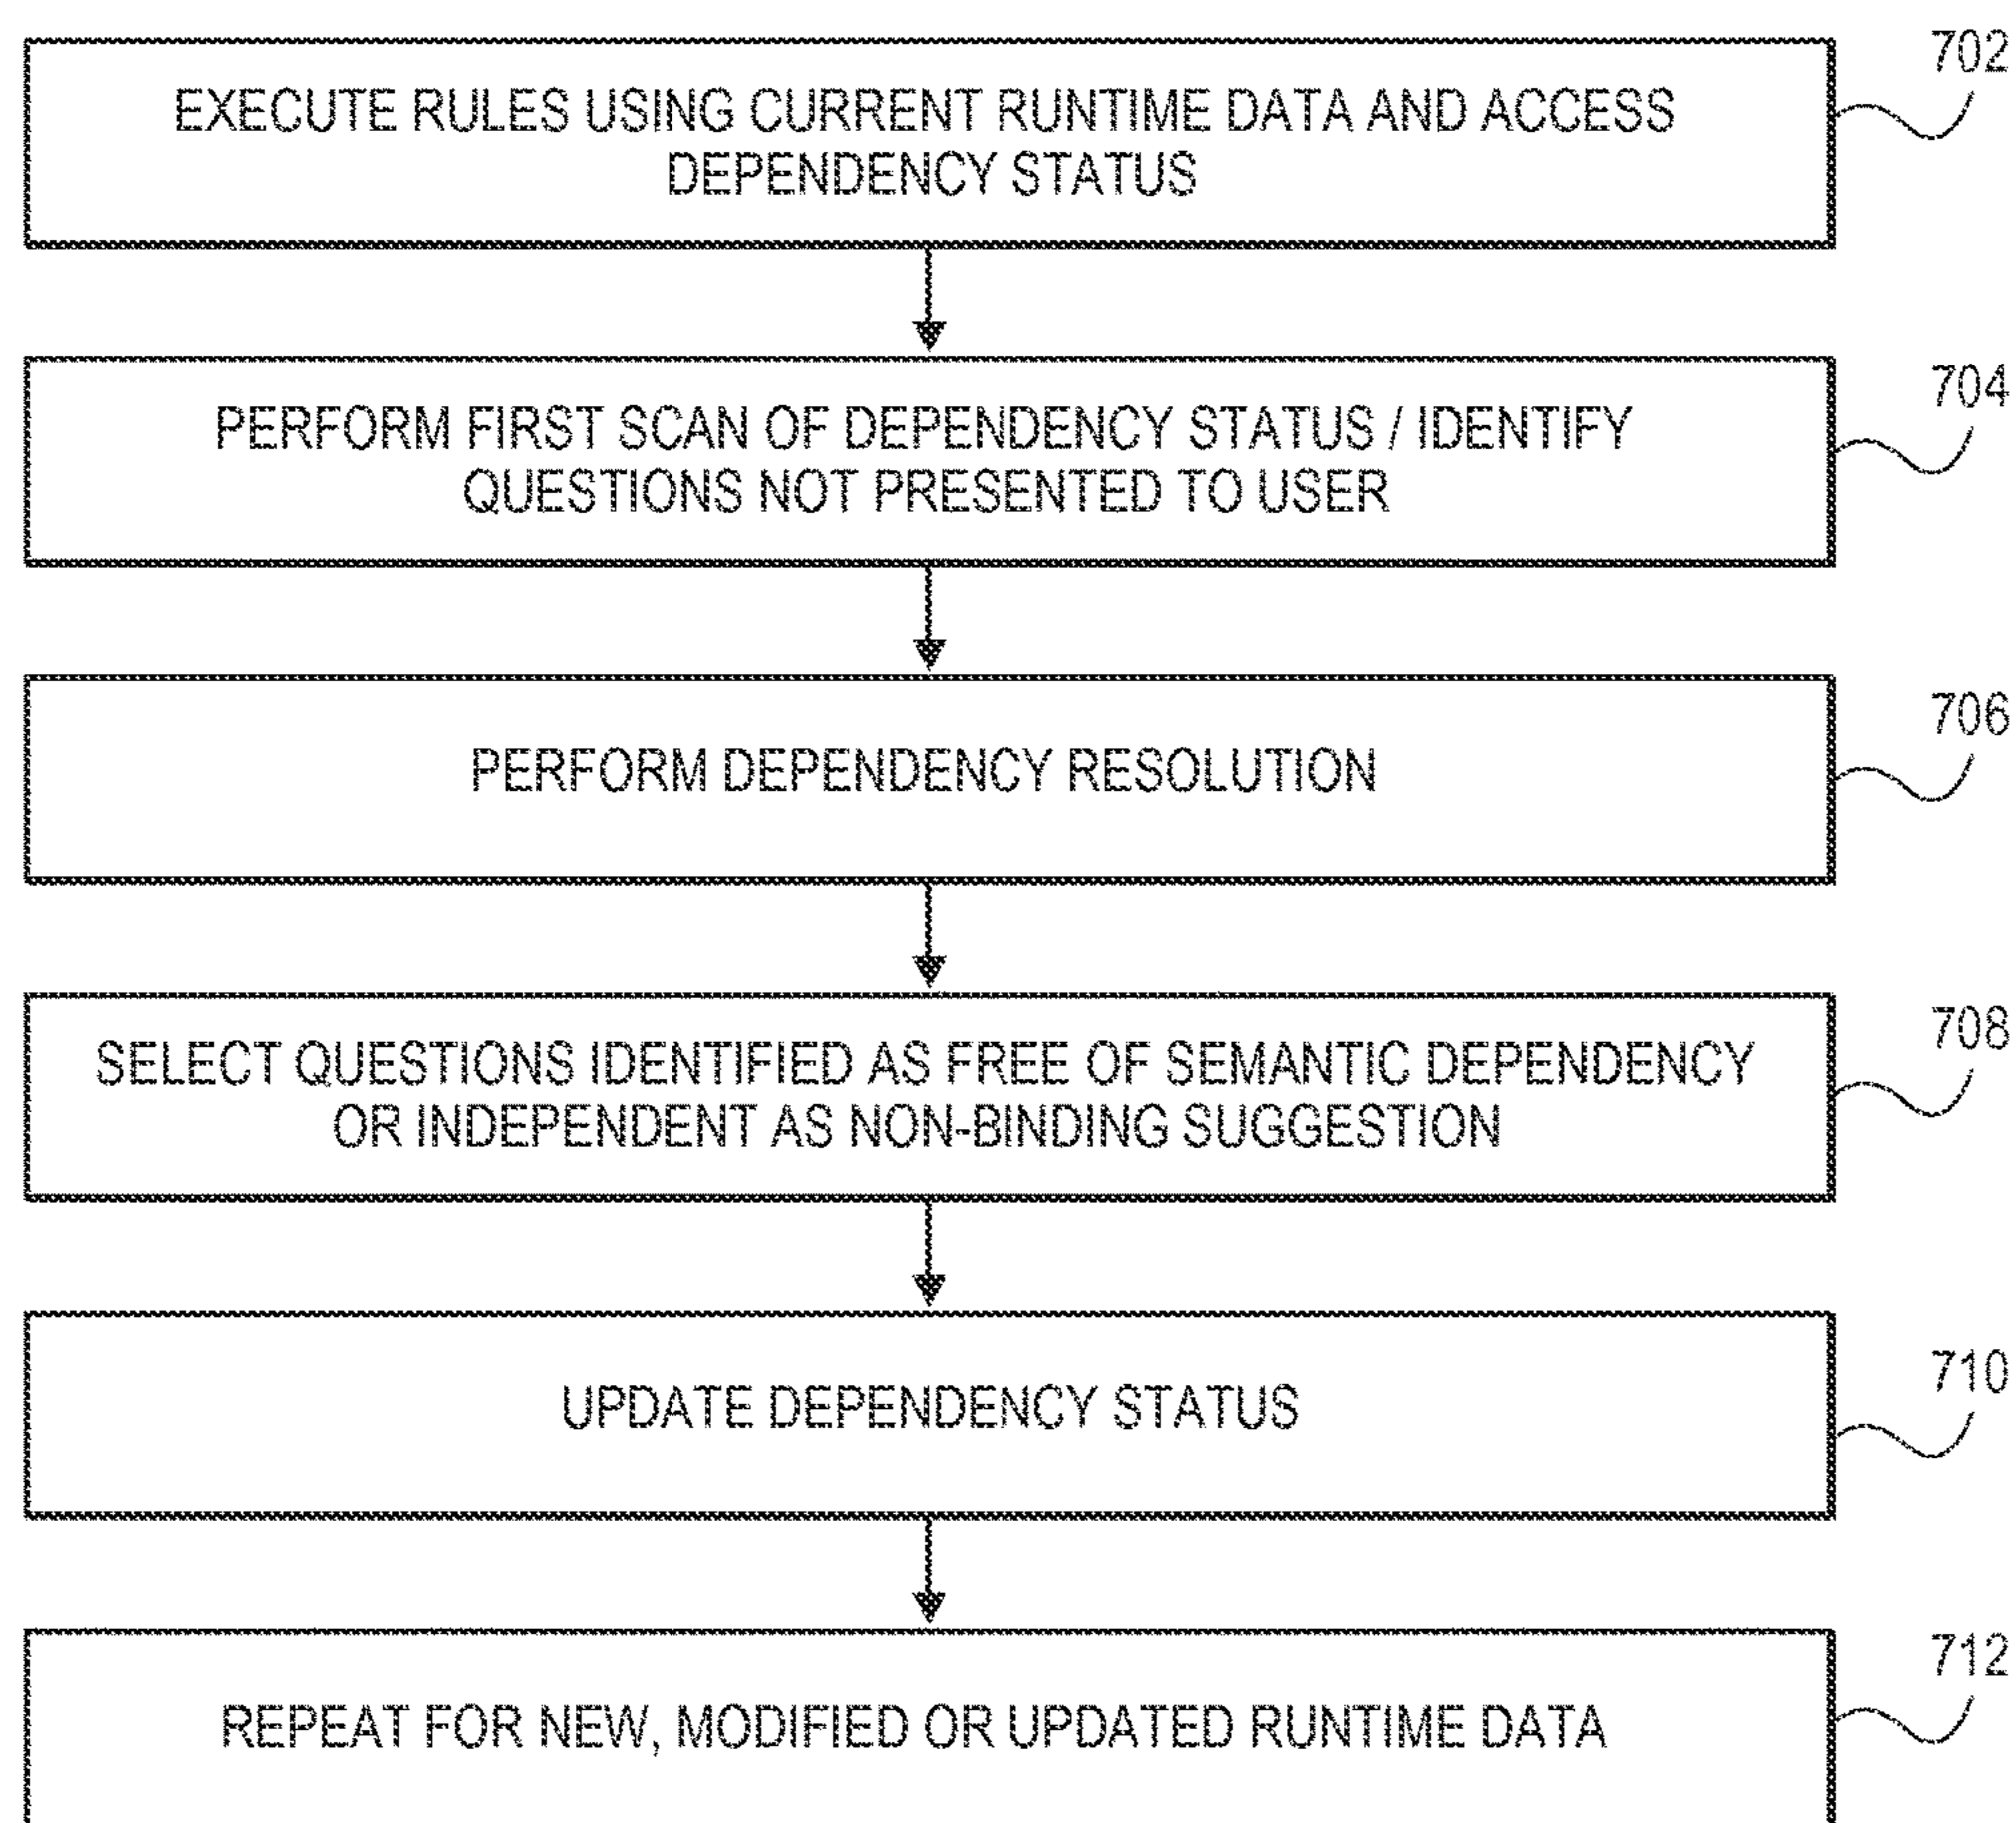 702
EXECUTE RULES USING CURRENT RUNTIME DATA AND ACCESS
DEPENDENCY STATUS
704
PERFORM FIRST SCAN OF DEPENDENCY STATUS / IDENTIFY
QUESTIONS NOT PRESENTED TO USER
706
PERFORM DEPENDENCY RESOLUTION
708
SELECT QUESTIONS IDENTIFIED AS FREE OF SEMANTIC DEPENDENCY
OR INDEPENDENT AS NON-BINDING SUGGESTION
710
UPDATE DEPENDENCY STATUS
712
REPEAT FOR NEW, MODIFIED OR UPDATED RUNTIME DATA